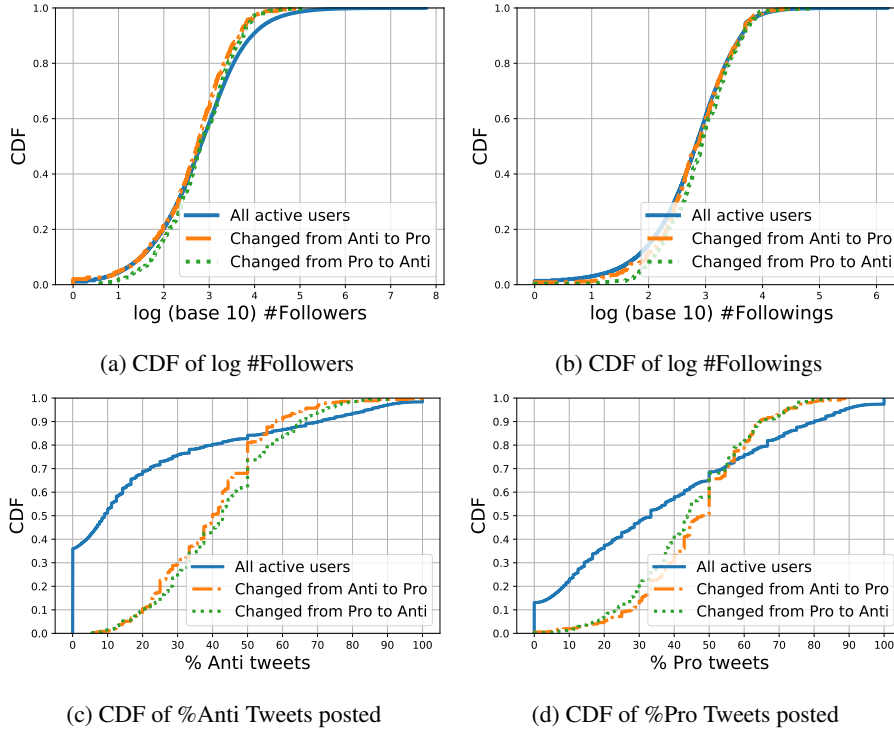 1.0
0.8
0.6
0.4
0.2
0.0
CDF
All active users
Changed from Anti to Pro
Changed from Pro to Anti
0 1 2 3 4 5 6 7 8
log (base 10) #Followers
(a) CDF of log #Followers
1.0
0.8
0.6
0.4
0.2
0.0
CDF
All active users
Changed from Anti to Pro
Changed from Pro to Anti
0 1 2 3 4 5 6
log (base 10) #Followings
(b) CDF of log #Followings
1.0
0.9
0.8
0.7
0.6
0.5
0.4
0.3
0.2
0.1
0.0
CDF
All active users
Changed from Anti to Pro
Changed from Pro to Anti
0 10 20 30 40 50 60 70 80 90 100
% Anti tweets
(c) CDF of %Anti Tweets posted
1.0
0.9
0.8
0.7
0.6
0.5
0.4
0.3
0.2
0.1
0.0
CDF
All active users
Changed from Anti to Pro
Changed from Pro to Anti
0 10 20 30 40 50 60 70 80 90 100
% Pro tweets
(d) CDF of %Pro Tweets posted